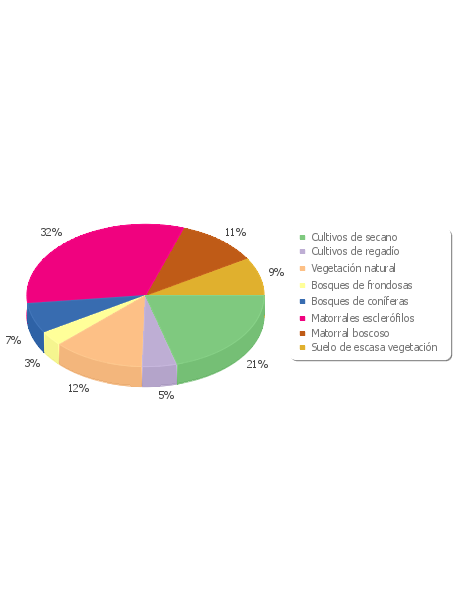 32%
11%
9%
7%
3%
12%
5%
21%
Cultivos de secano
Cultivos de regadío
Vegetación natural
Bosques de frondosas
Bosques de coníferas
Matorrales esclerófilos
Matorral boscoso
Suelo de escasa vegetación